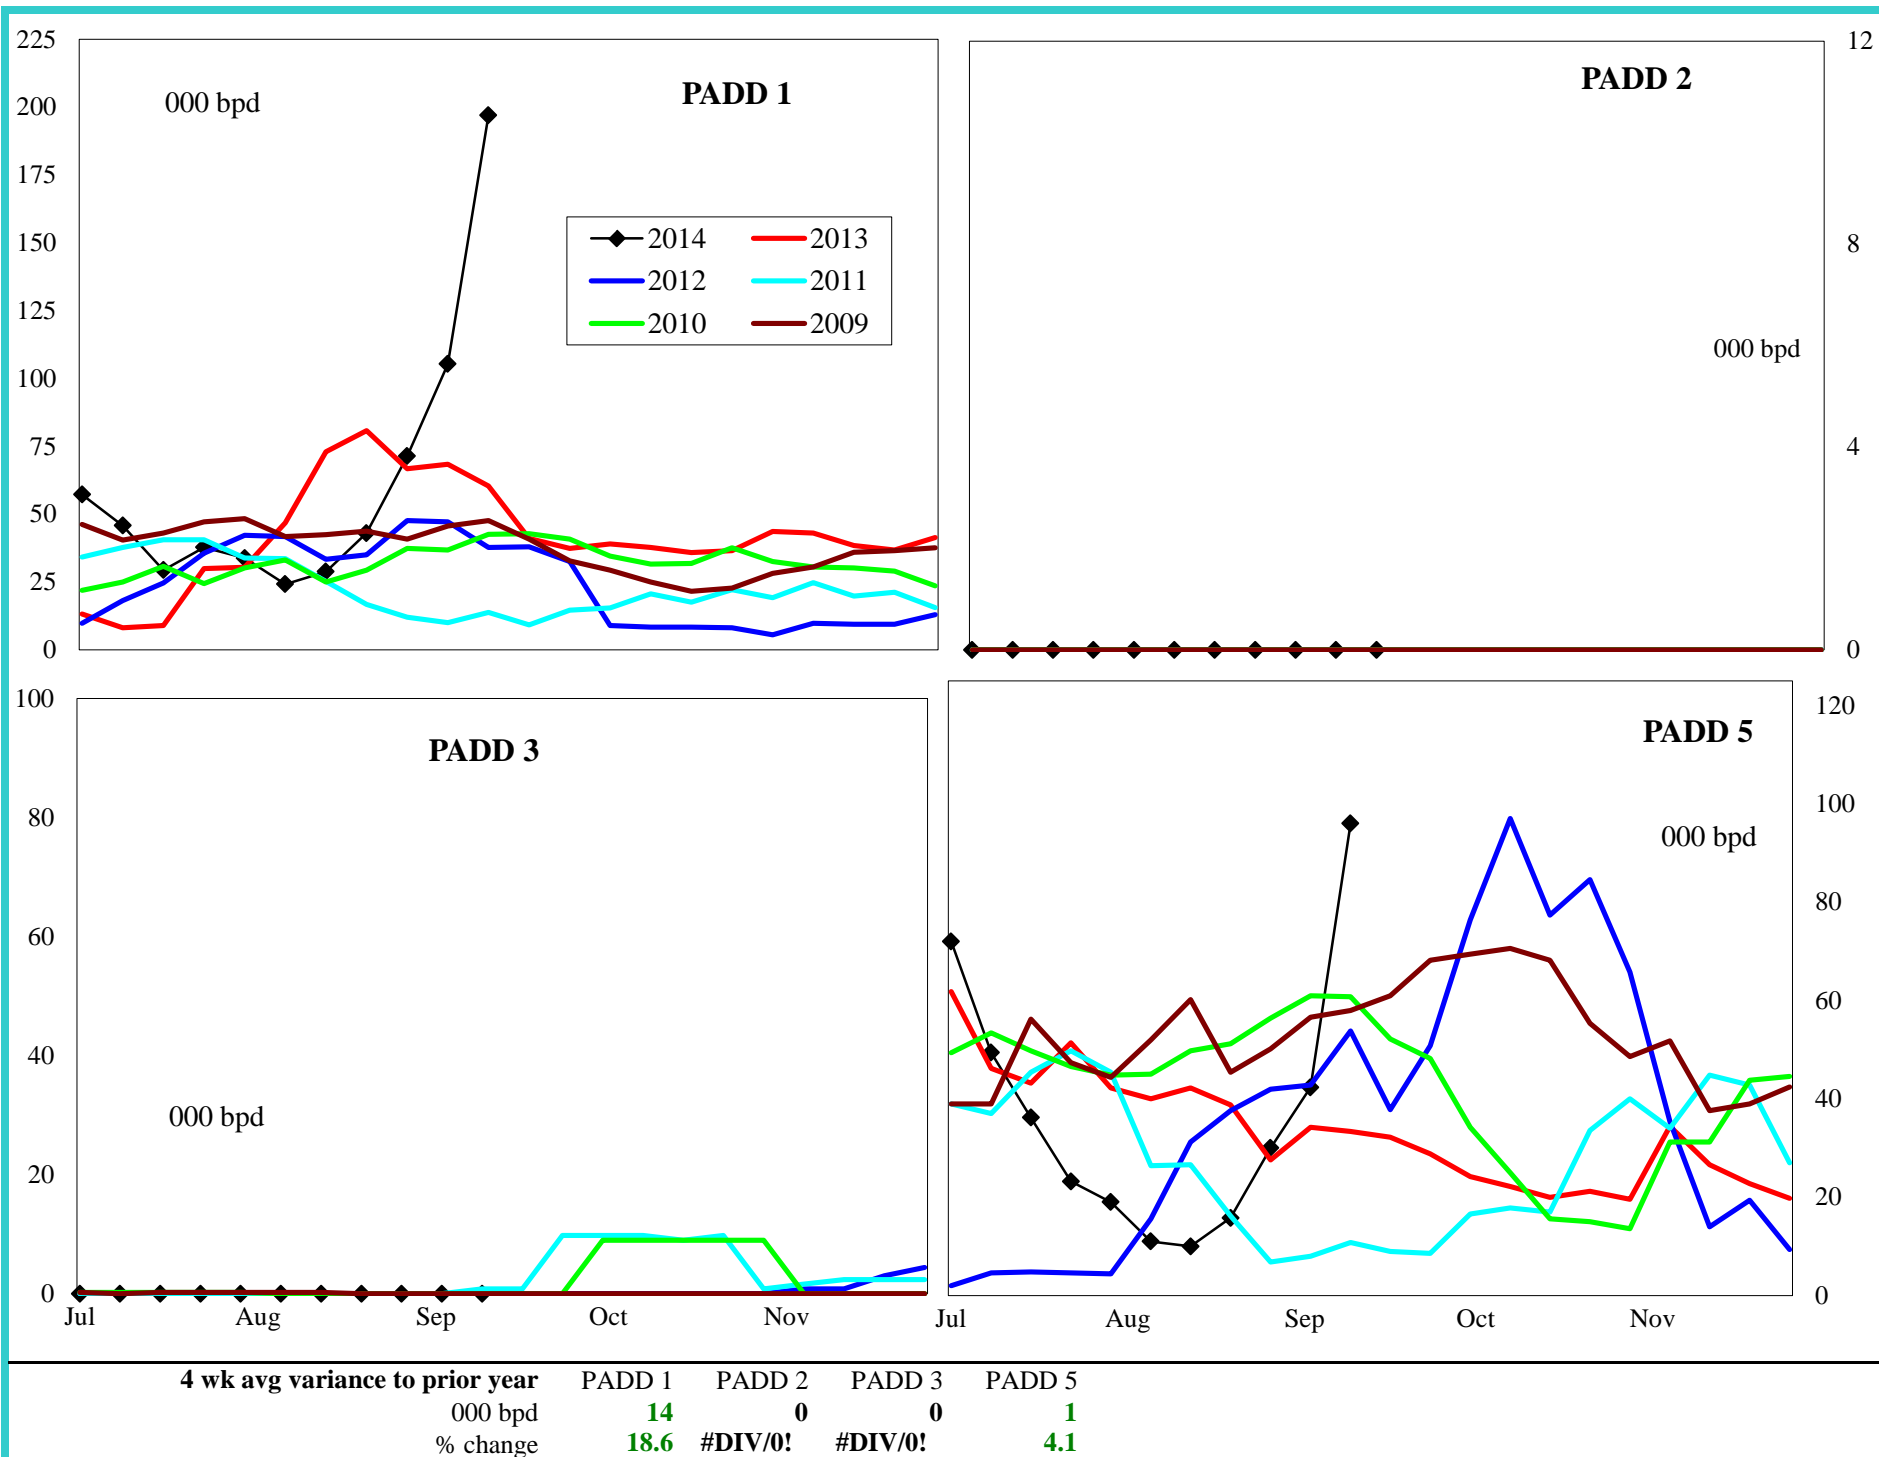 225
200
175
150
125
100
75
50
25
0
000 bpd
PADD 1
2014 2013
2012 2011
2010 2009
PADD 2
000 bpd
12
8
4
0
100
80
60
40
20
0
PADD 3
000 bpd
Jul Aug Sep Oct Nov
PADD 5
000 bpd
120
100
80
60
40
20
0
Jul Aug Sep Oct Nov
4 wk avg variance to prior year PADD 1 PADD 2 PADD 3 PADD 5
000 bpd 14 0 0 1
% change 18.6 #DIV/0! #DIV/0! 4.1